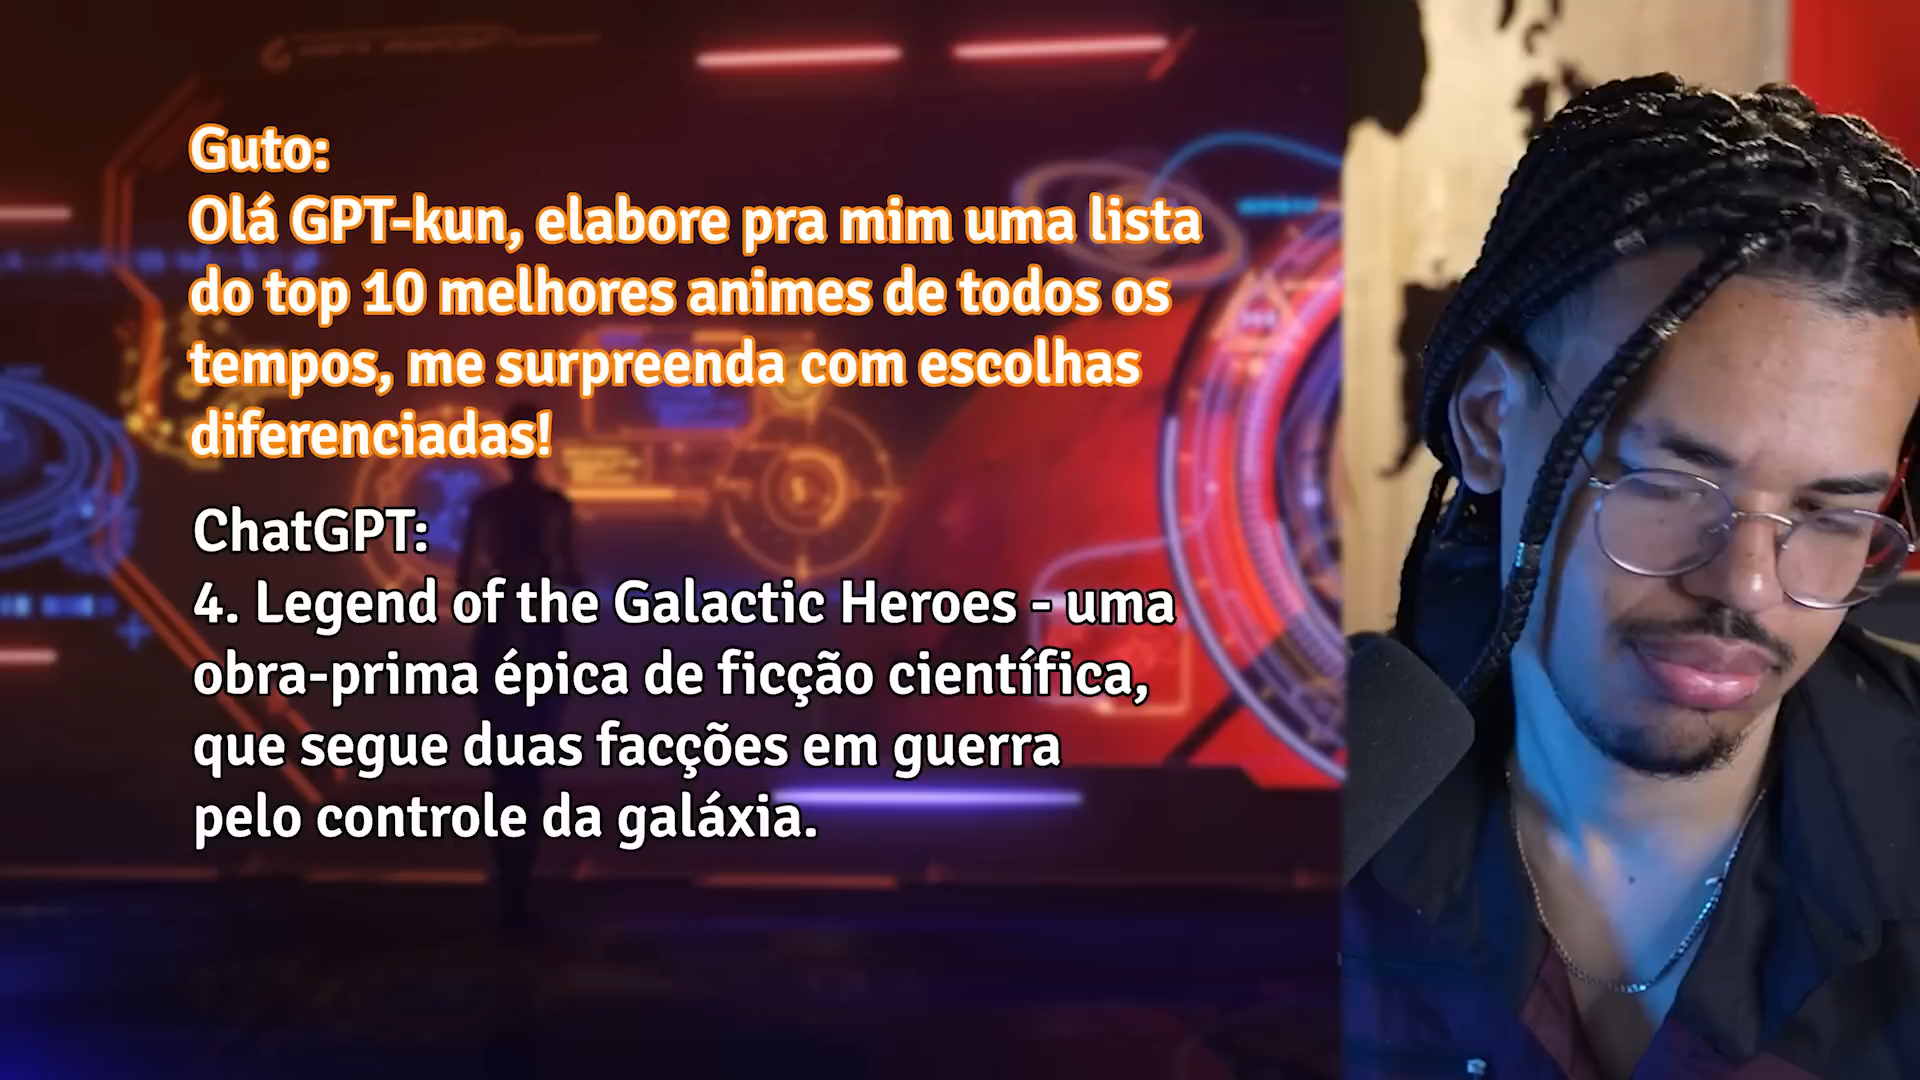 Guto:
Olá GPT-kun, elabore pra mim uma lista
do top 10 melhores animes de todos os
tempos, me surpreenda com escolhas
diferenciadas!
ChatGPT:
4. Legend of the Galactic Heroes - uma
obra-prima épica de ficção científica,
que segue duas facções em guerra
pelo controle da galáxia.